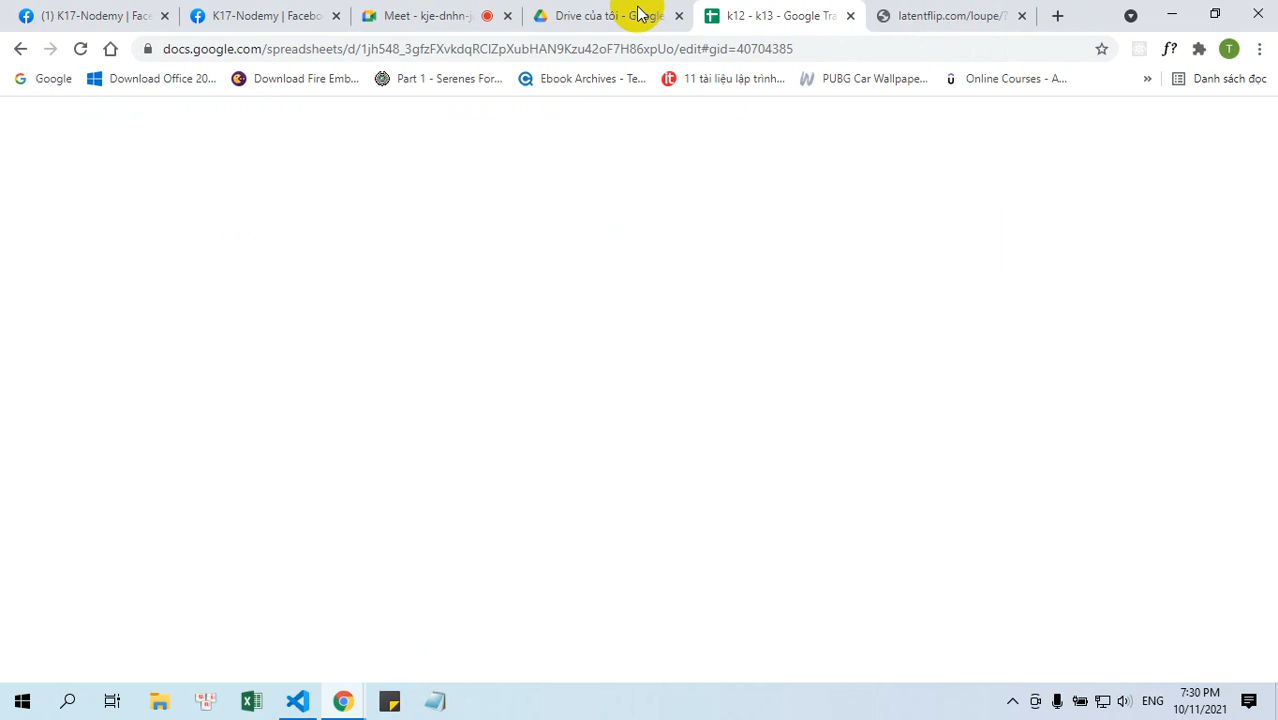 (1) K17-Nodemy | Face
K17-Nodemy | Facebo
Meet - kje-dnhn-
Drive của tôi - Google
k12 - k13 - Google Tra
latentflip.com/loupe/?
docs.google.com/spreadsheets/d/1jh548_3gfzFXvkdqRClZpXubHAN9Kzu42oF7H86xpUo/edit#gid=40704385
f?
T
Google
Download Office 20...
Download Fire Emb...
Part 1 - Serenes For...
Ebook Archives - Te...
11 tài liệu lập trình...
PUBG Car Wallpape...
Online Courses - A...
»
Danh sách đọc
ENG
7:30 PM
10/11/2021